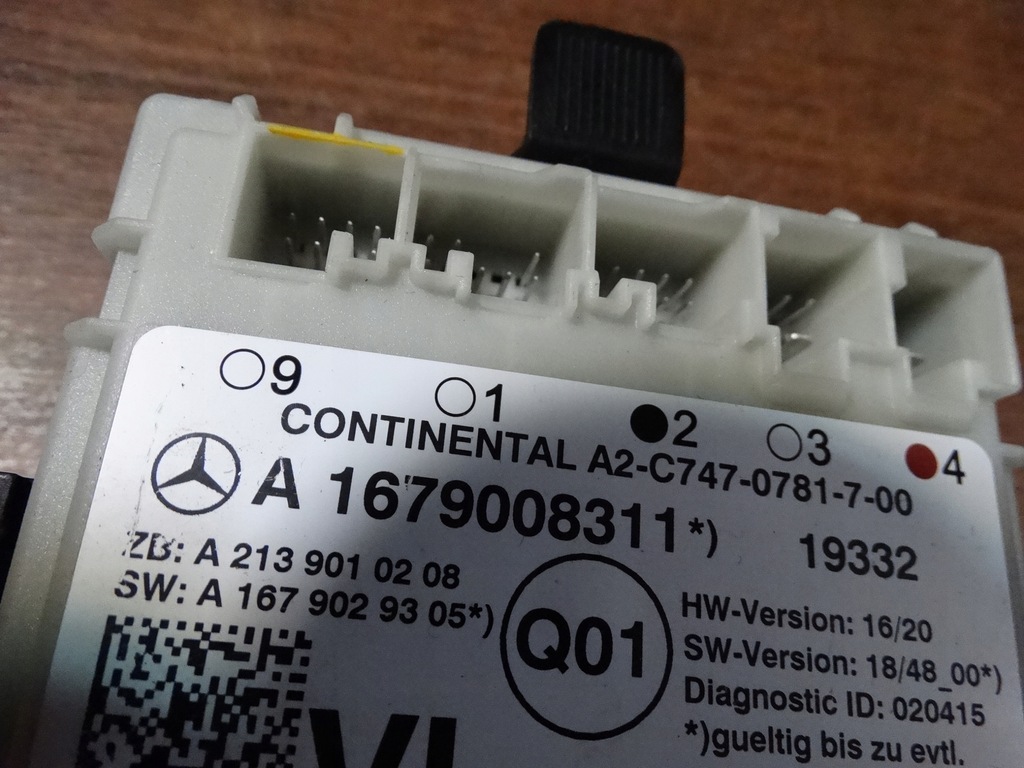 9 1 2 3 4
CONTINENTAL A2-C747-0781-7-00
A 1679008311*) 19332
ZB: A 213 901 02 08
SW: A 167 902 93 05*)
Q01
HW-Version: 16/20
SW-Version: 18/48_00*)
Diagnostic ID: 020415
*)gueltig bis zu evtl.